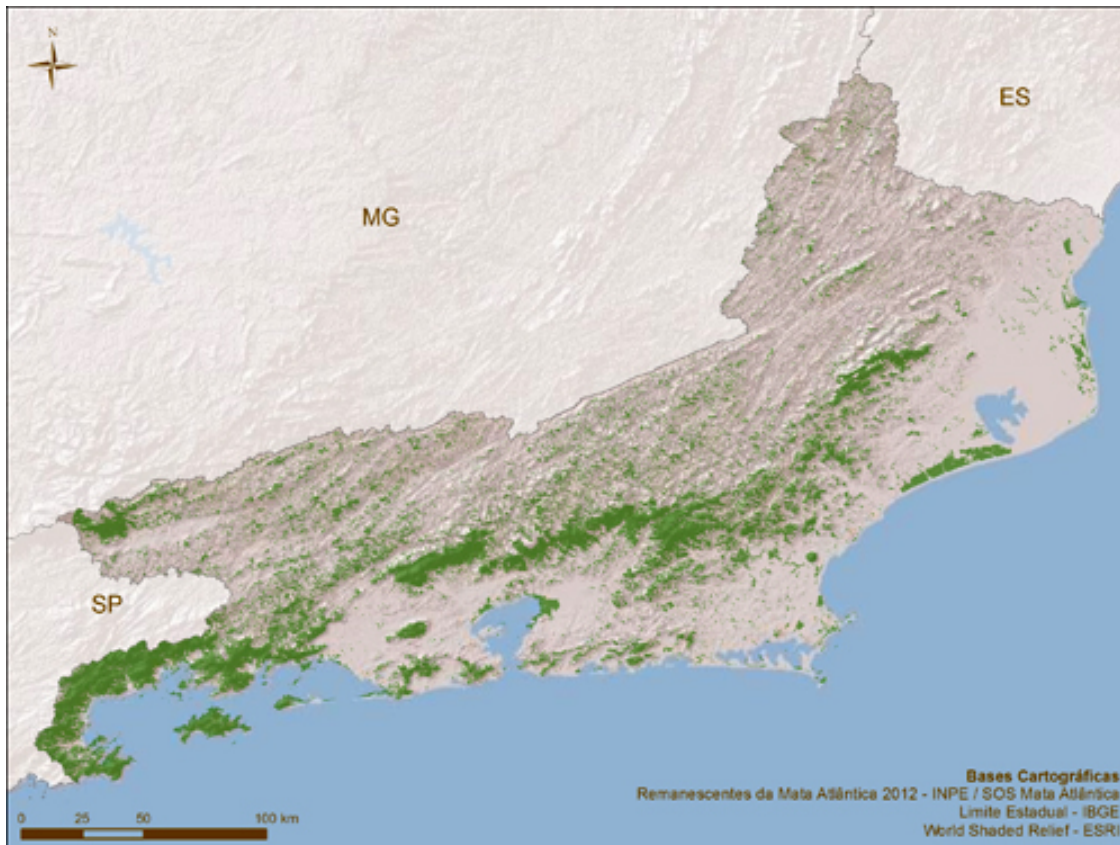 N
ES
MG
SP
Bases Cartográficas
Remanescentes da Mata Atlântica 2012 - INPE / SOS Mata Atlântica
Limite Estadual - IBGE
World Shaded Relief - ESRI
0 25 50 100 km